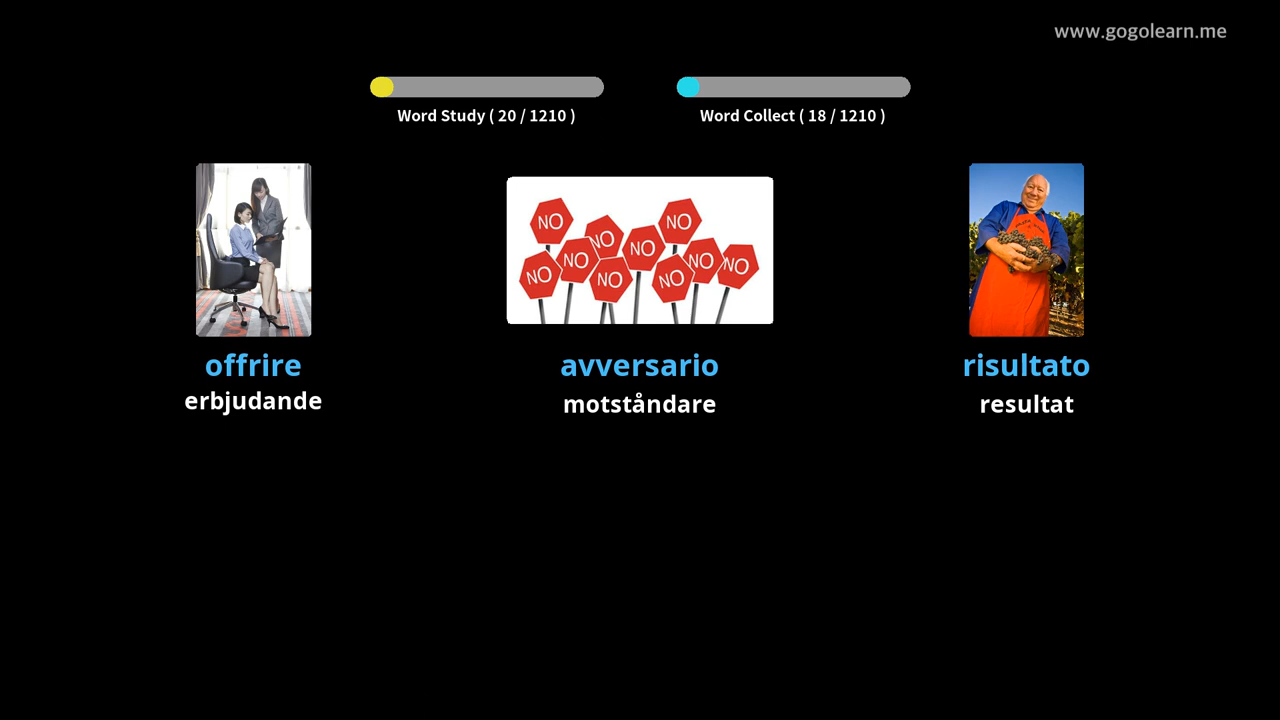 www.gogolearn.me
Word Study ( 20 / 1210 )
Word Collect ( 18 / 1210 )
NO
NO
NO
NO
NO
NO
NO
NO
NO
NO
offrire
avversario
risultato
erbjudande
motståndare
resultat